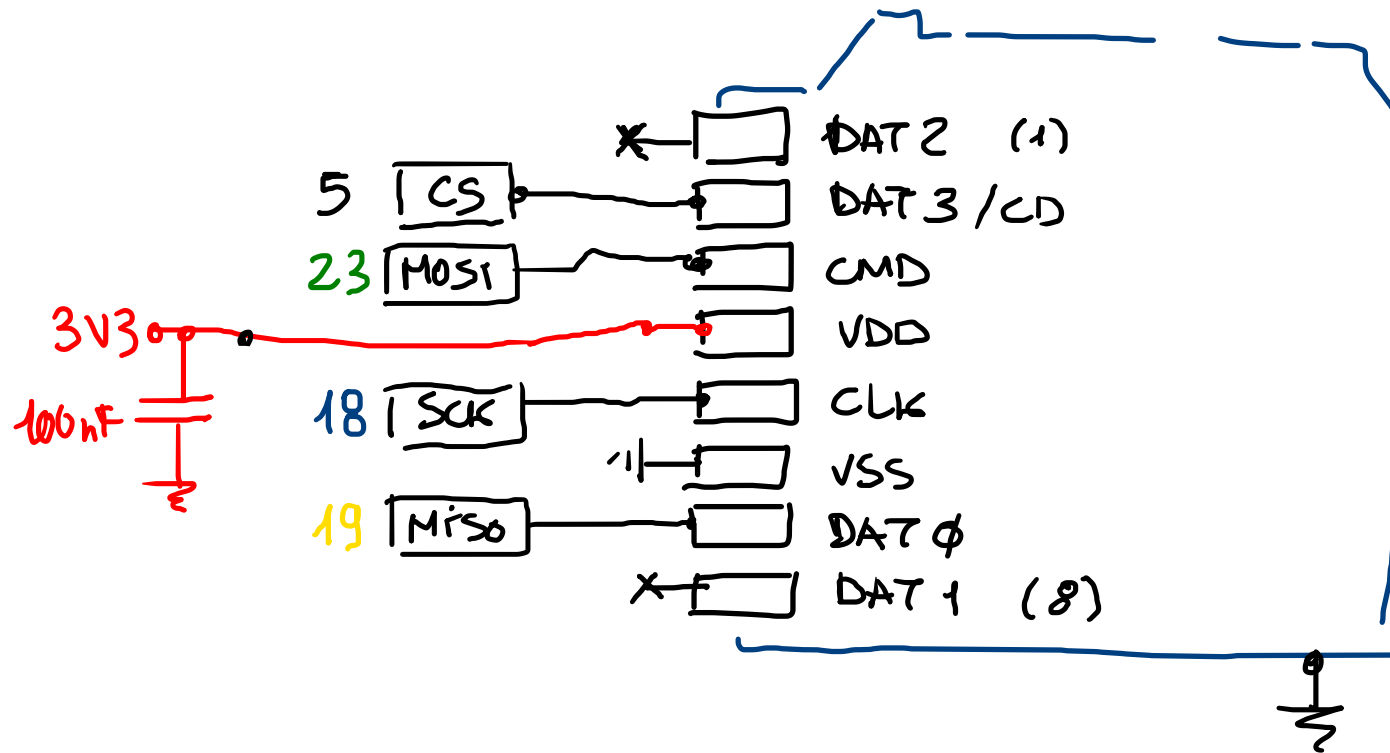 DAT2 (1)
5 CS DAT3/CD
23 MOSi CMD
3V3 VDD
18 SCK CLK
100nF
VSS
19 MiSo DATϕ
DAT1 (8)